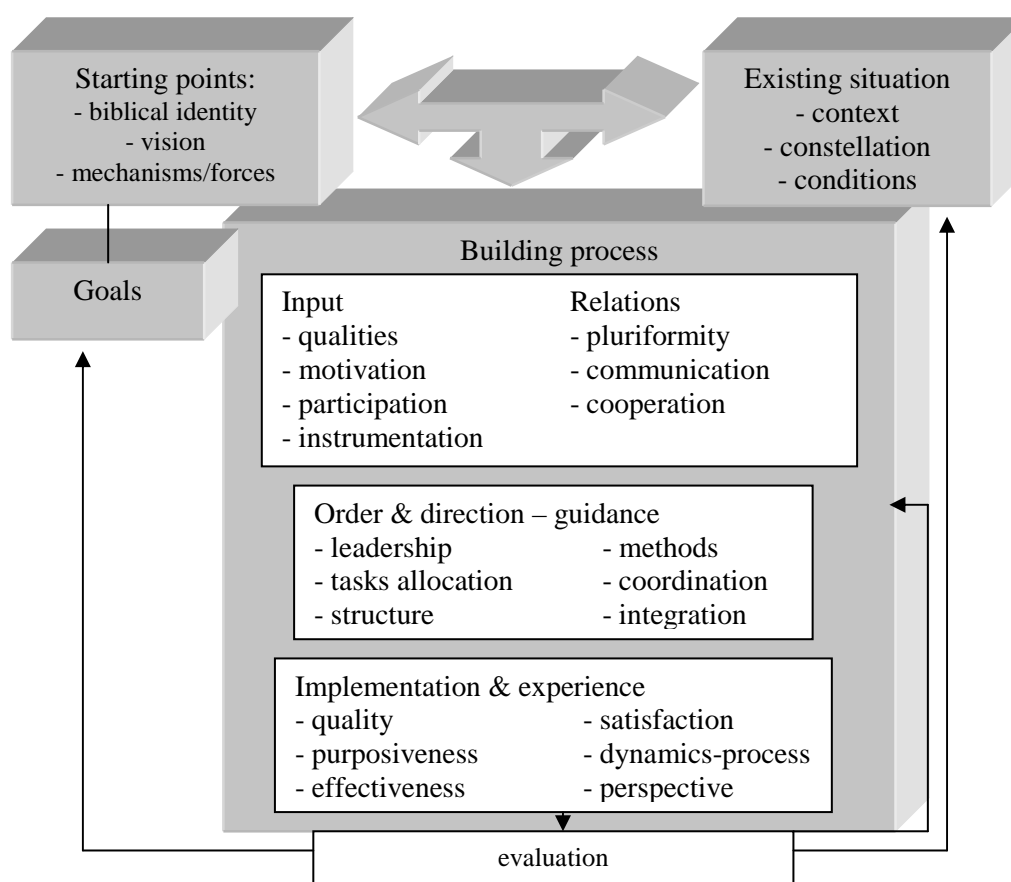 Starting points:
- biblical identity
- vision
- mechanisms/forces
Existing situation
- context
- constellation
- conditions
Goals
Building process
Input
- qualities
- motivation
- participation
- instrumentation
Relations
- pluriformity
- communication
- cooperation
Order & direction – guidance
- leadership
- tasks allocation
- structure
- methods
- coordination
- integration
Implementation & experience
- quality
- purposiveness
- effectiveness
- satisfaction
- dynamics-process
- perspective
evaluation